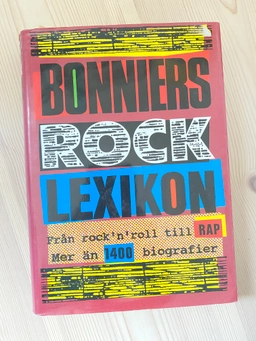 BONNIERS
ROCK
LEXIKON
Från rock'n'roll till RAP
Mer än 1400 biografier